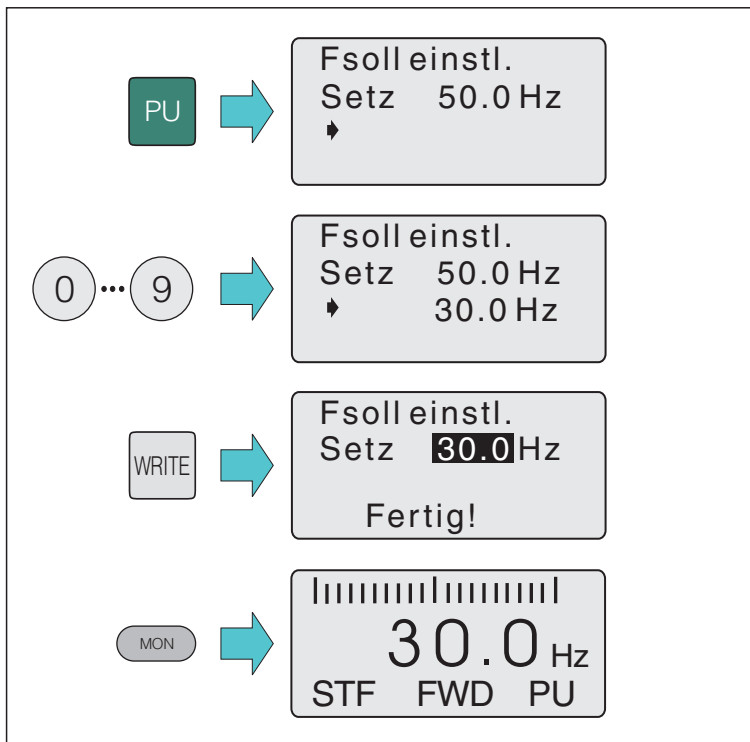 PU
Fsoll einstl.
Setz 50.0 Hz
0 ••• 9
Fsoll einstl.
Setz 50.0 Hz
30.0 Hz
WRITE
Fsoll einstl.
Setz 30.0 Hz
Fertig!
MON
30.0 Hz
STF FWD PU